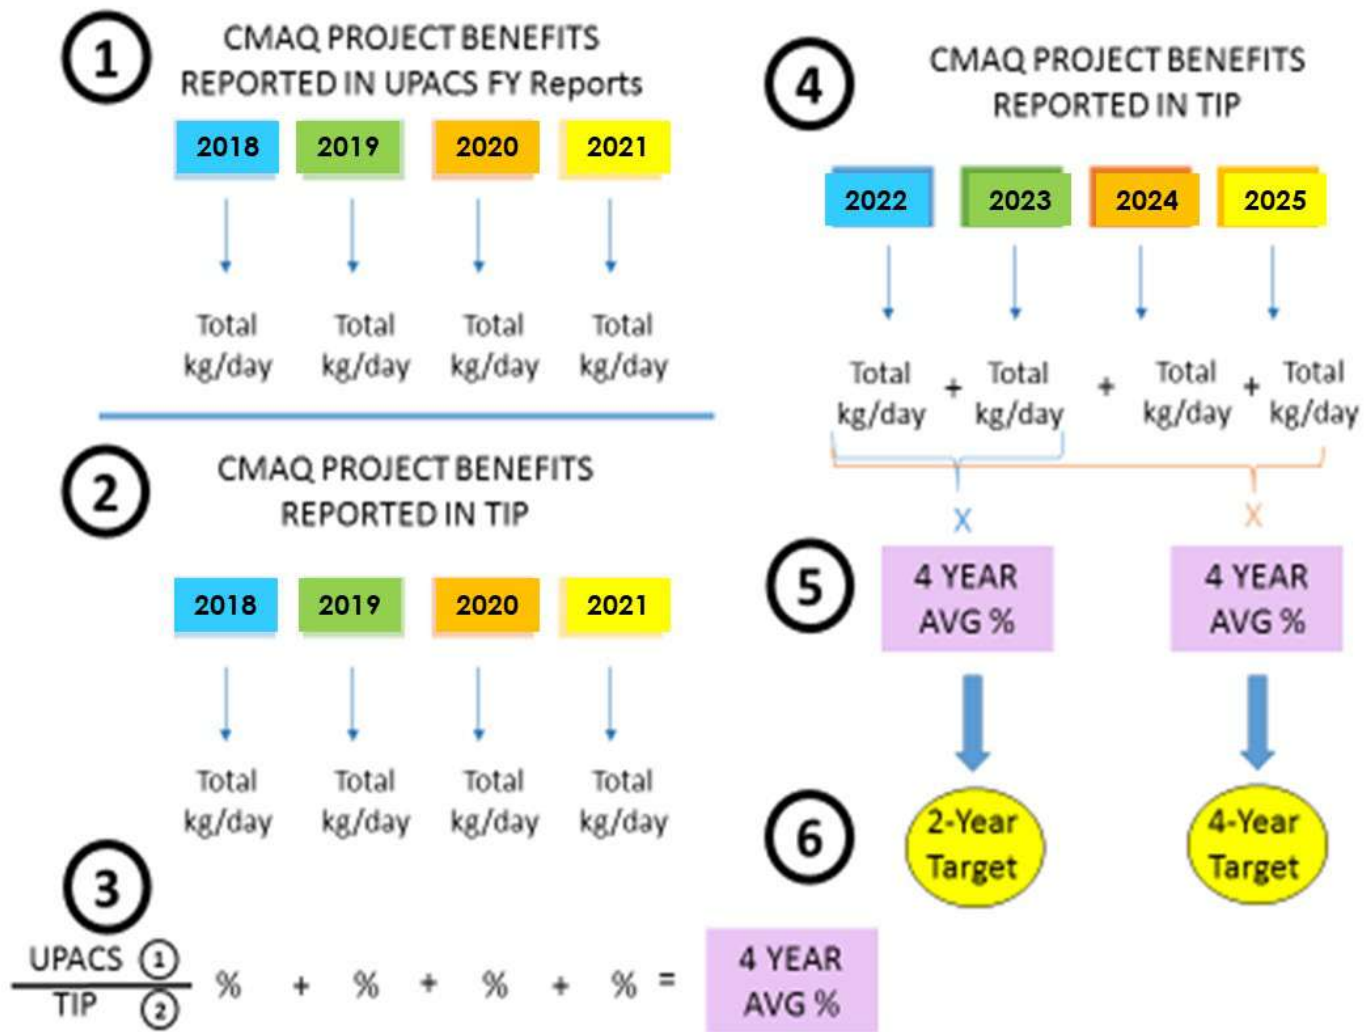 1
CMAQ PROJECT BENEFITS
REPORTED IN UPACS FY Reports
2018 2019 2020 2021
Total Total Total Total
kg/day kg/day kg/day kg/day
2
CMAQ PROJECT BENEFITS
REPORTED IN TIP
2018 2019 2020 2021
Total Total Total Total
kg/day kg/day kg/day kg/day
3
UPACS 1
TIP 2
% + % + % + % =
4 YEAR
AVG %
4
CMAQ PROJECT BENEFITS
REPORTED IN TIP
2022 2023 2024 2025
Total + Total + Total + Total
kg/day kg/day kg/day kg/day
X X
5
4 YEAR
AVG %
4 YEAR
AVG %
6
2-Year
Target
4-Year
Target